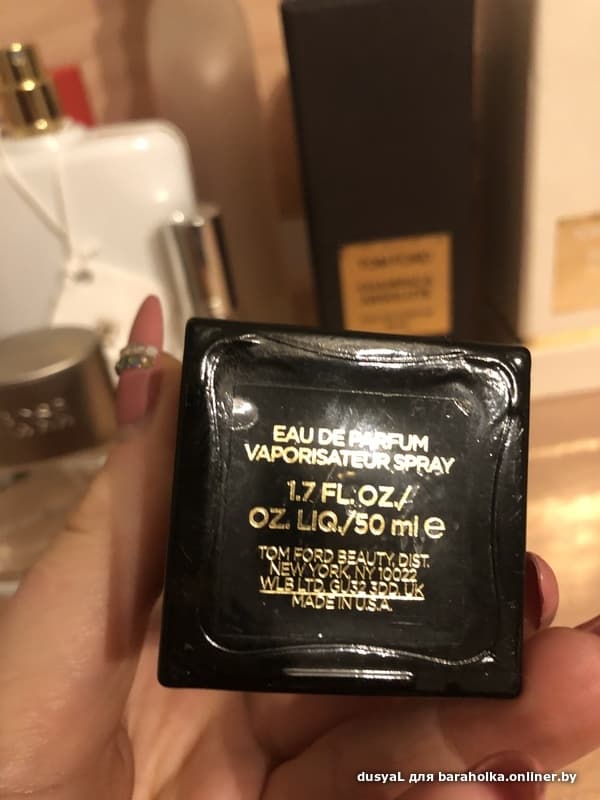 TOM FORD
EAU DE PARFUM
VAPORISATEUR SPRAY
1.7 FL. OZ./
OZ. LIQ./50 ml e
TOM FORD BEAUTY, DIST.
NEW YORK, NY 10022
WLB LTD. GU32 3DD, UK
MADE IN U.S.A.
dusyaL для baraholka.onliner.by